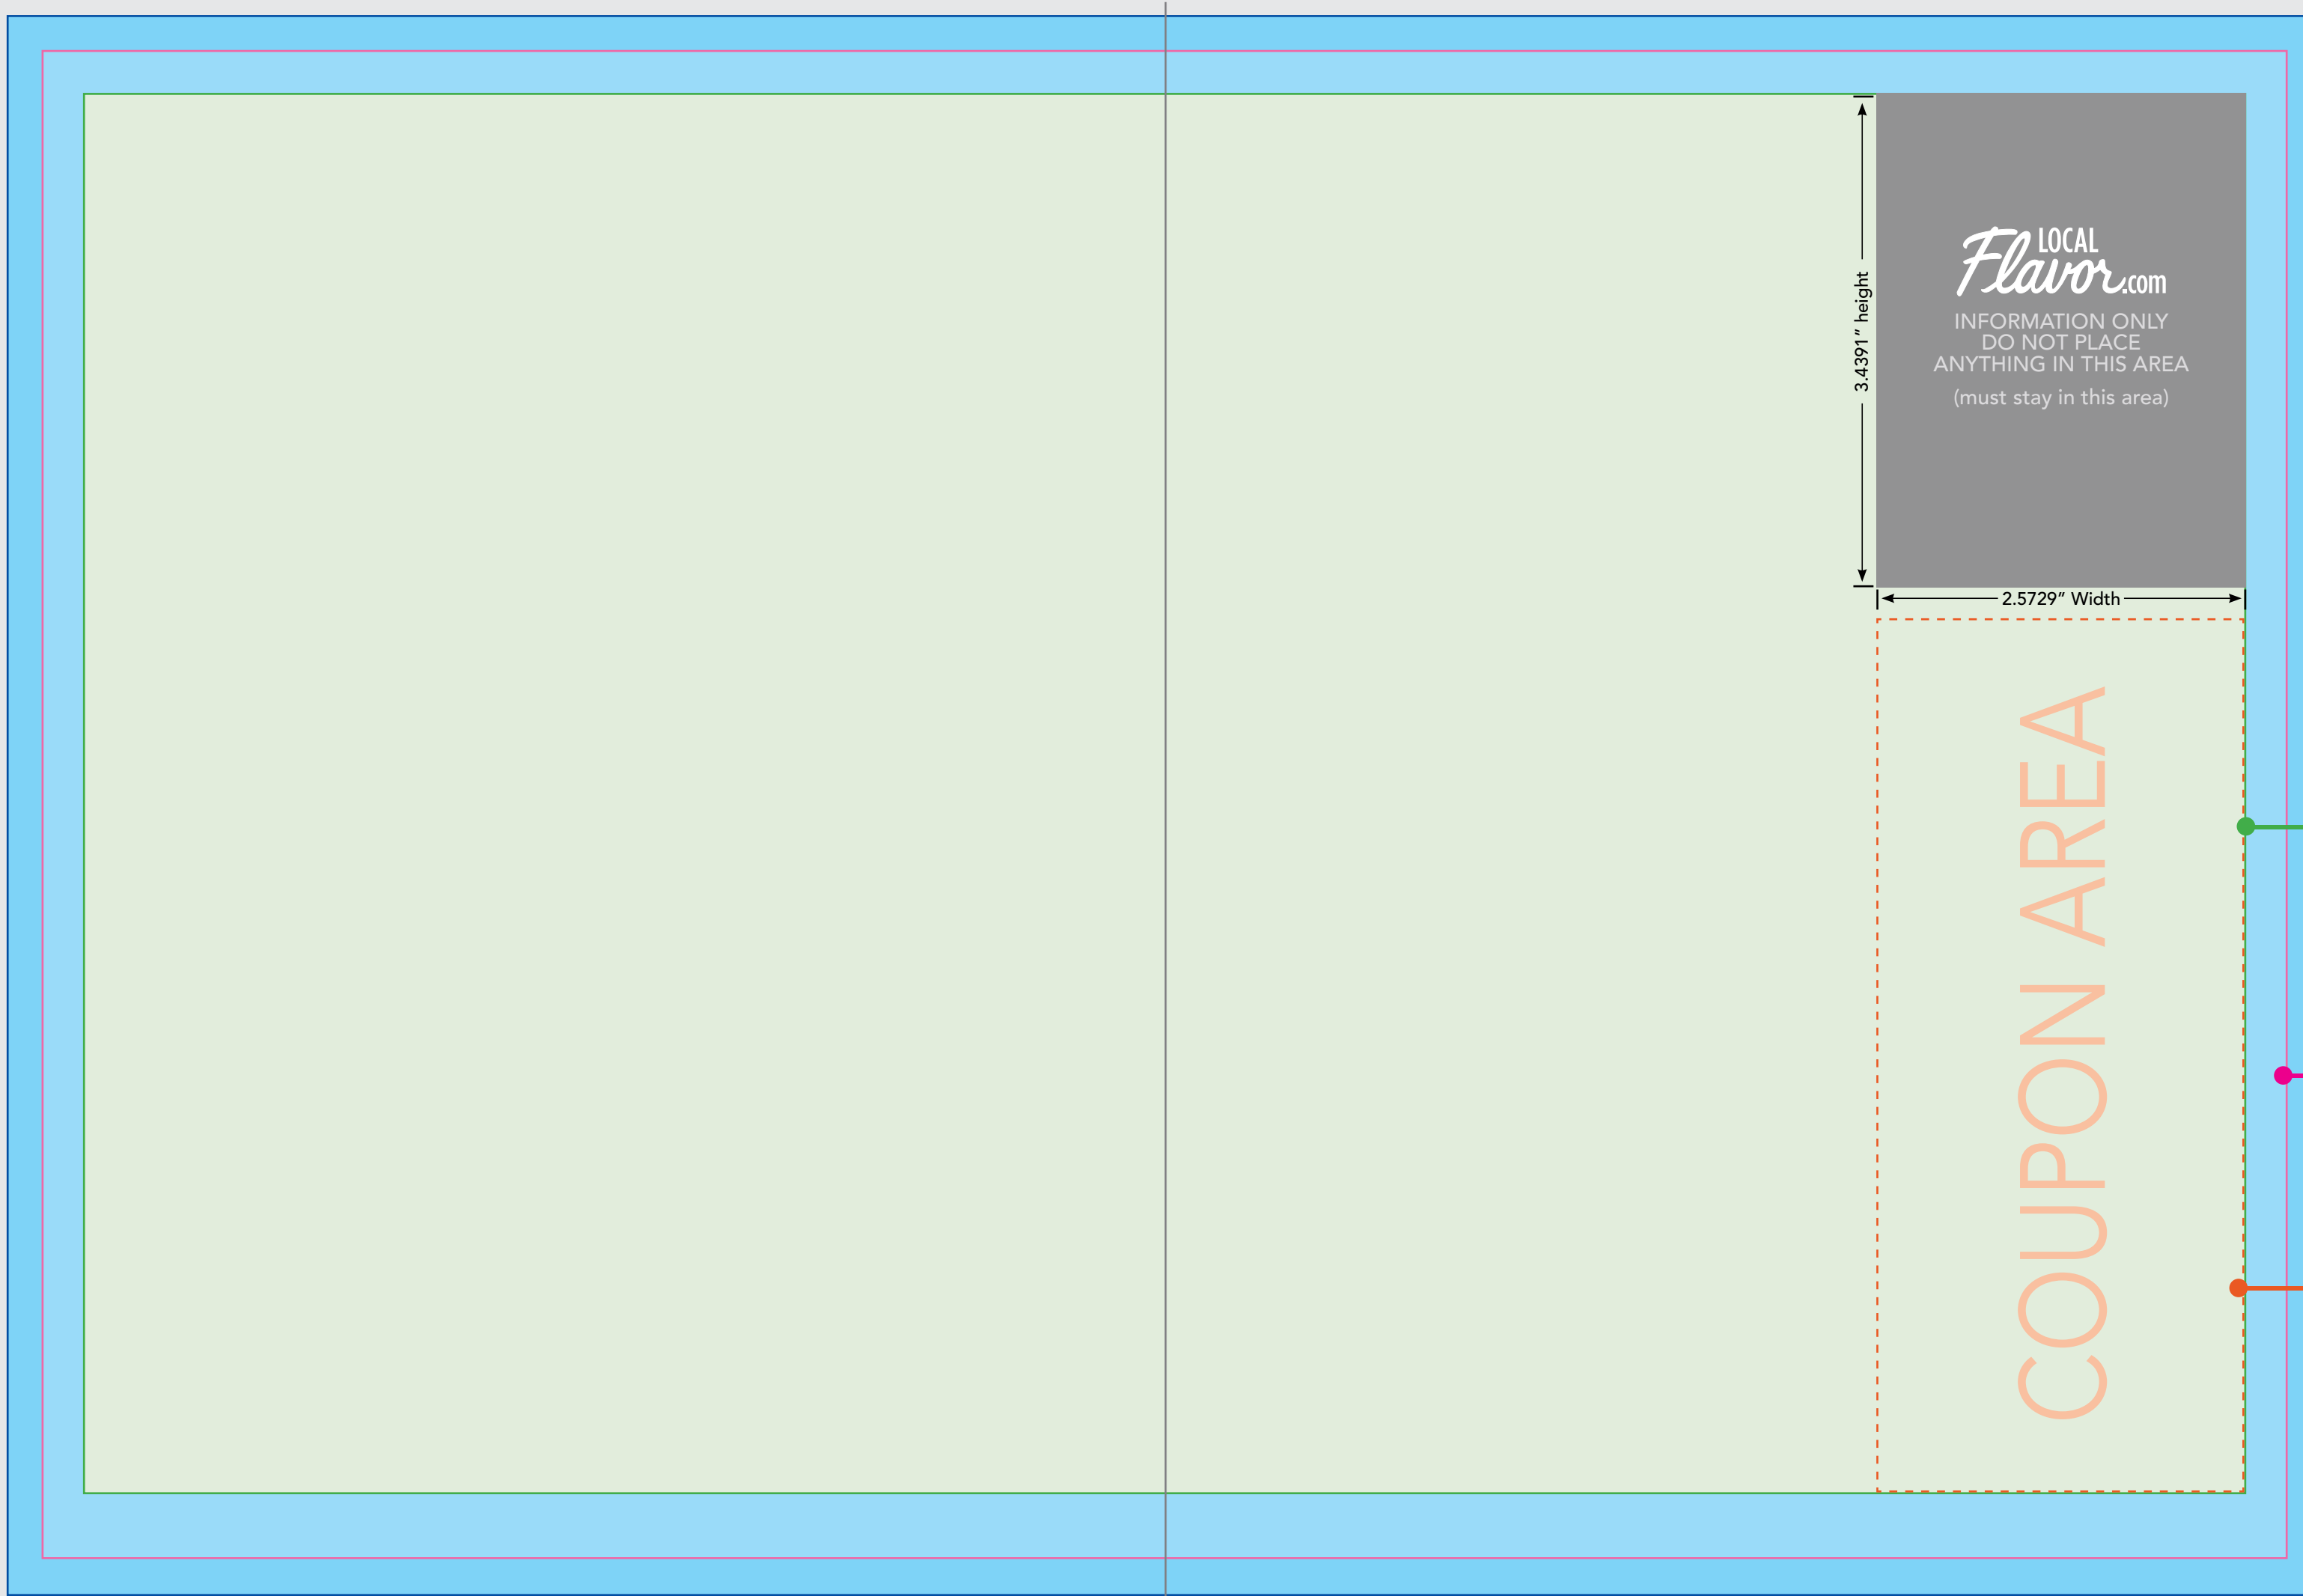 LOCAL
Flavor.com
INFORMATION ONLY
DO NOT PLACE
ANYTHING IN THIS AREA
(must stay in this area)
3.4391” height
2.5729” Width
COUPON AREA